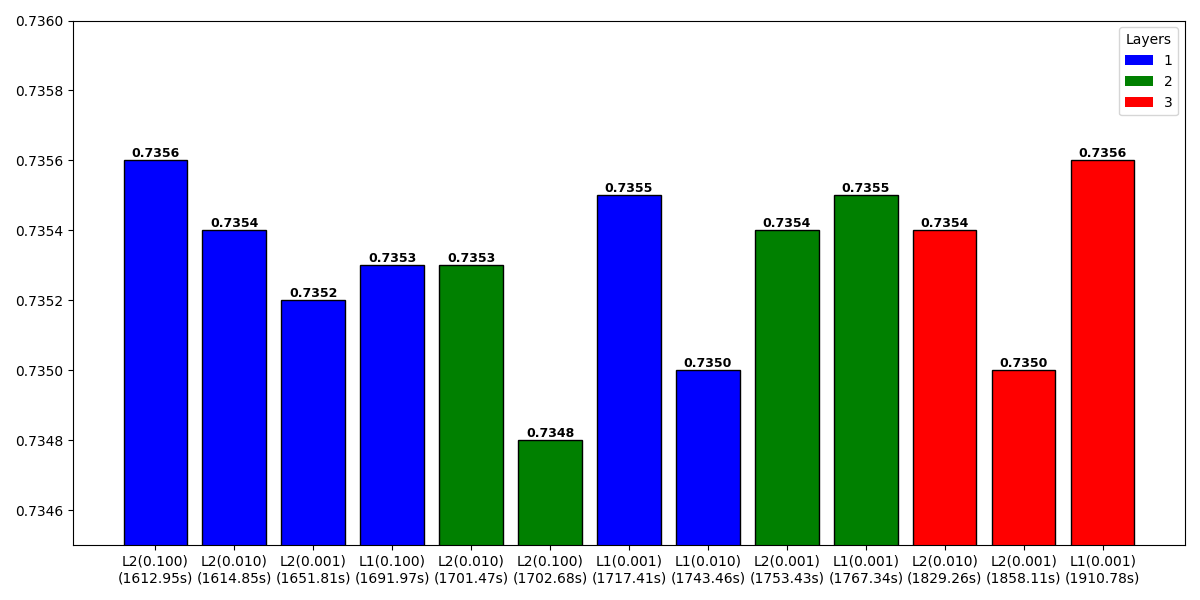 0.7360
0.7358
0.7356
0.7354
0.7352
0.7350
0.7348
0.7346
Layers
1
2
3
0.7356
0.7354
0.7352
0.7353
0.7353
0.7348
0.7355
0.7350
0.7354
0.7355
0.7354
0.7350
0.7356
L2(0.100)
(1612.95s)
L2(0.010)
(1614.85s)
L2(0.001)
(1651.81s)
L1(0.100)
(1691.97s)
L2(0.010)
(1701.47s)
L2(0.100)
(1702.68s)
L1(0.001)
(1717.41s)
L1(0.010)
(1743.46s)
L2(0.001)
(1753.43s)
L1(0.001)
(1767.34s)
L2(0.010)
(1829.26s)
L2(0.001)
(1858.11s)
L1(0.001)
(1910.78s)